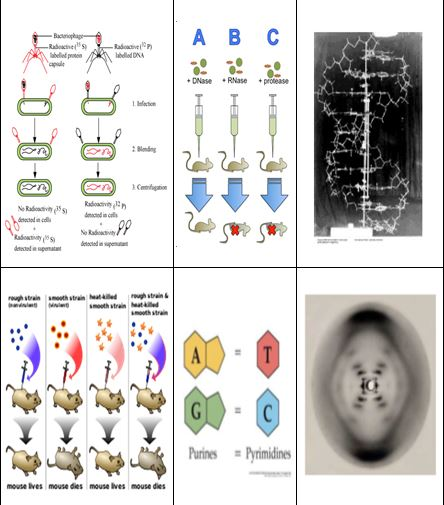 Bacteriophage
Radioactive (³⁵ S)
labelled protein
capsule
Radioactive (³² P)
labelled DNA
1. Infection
2. Blending
3. Centrifugation
No Radioactivity (³⁵ S)
detected in cells
+
Radioactivity (³⁵ S)
detected in supernatant
Radioactivity (³² P)
detected in cells
+
No Radioactivity
detected in supernatant
A B C
+ DNase + RNase + protease
rough strain
(nonvirulent)
smooth strain
(virulent)
heat-killed
smooth strain
rough strain &
heat-killed
smooth strain
mouse lives mouse dies mouse lives mouse dies
A = T
G = C
Purines = Pyrimidines